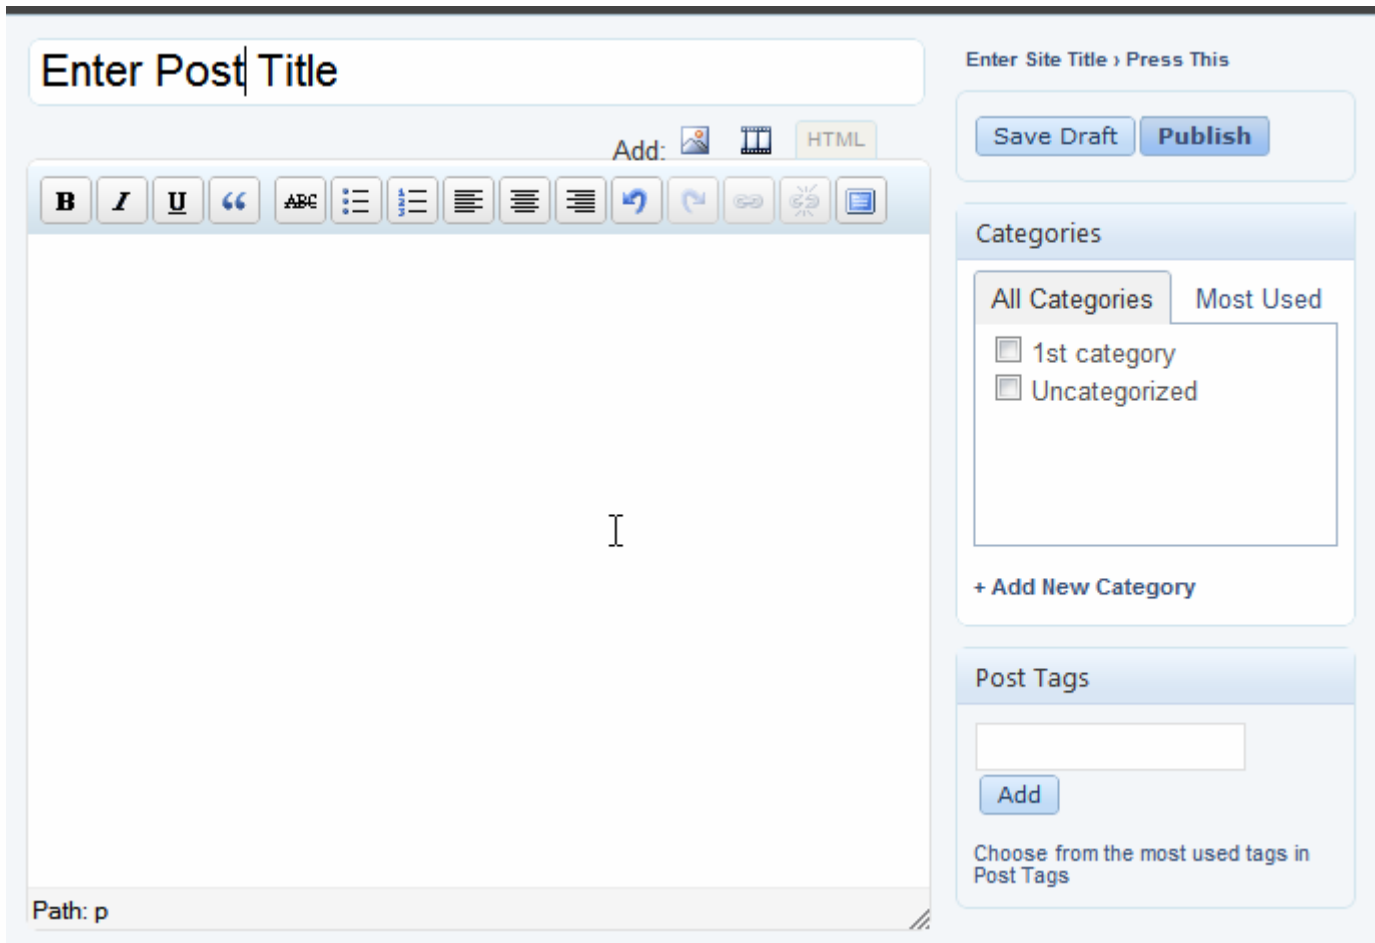 Enter Post Title
Enter Site Title › Press This
Add:
HTML
Save Draft
Publish
B I U ABC
Categories
All Categories
Most Used
1st category
Uncategorized
+ Add New Category
Post Tags
Add
Choose from the most used tags in
Post Tags
Path: p